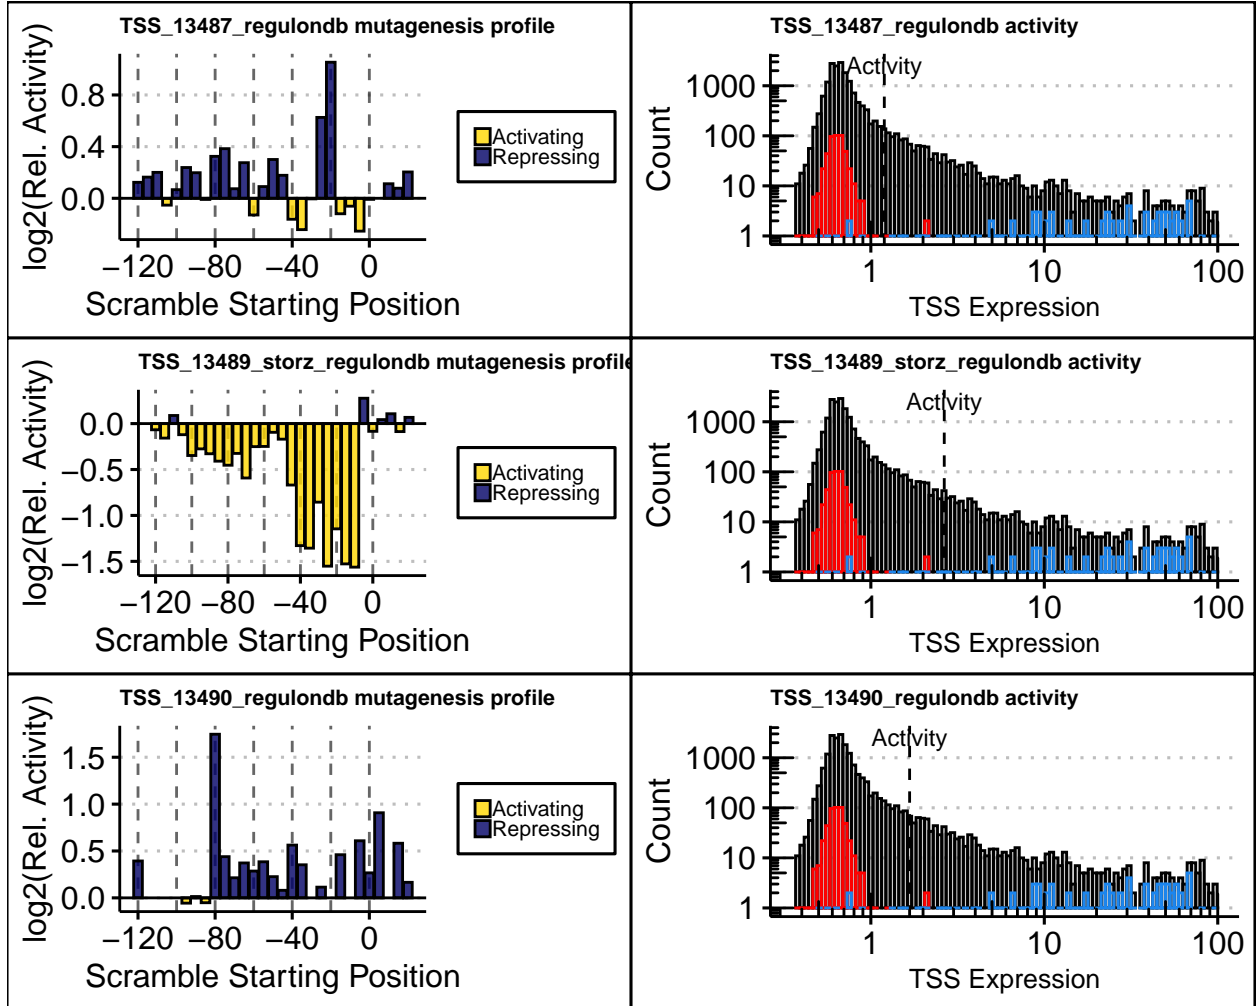 TSS_13487_regulondb mutagenesis profile
log2(Rel. Activity)
0.8
0.4
0.0
−120
−80
−40
0
Scramble Starting Position
Activating
Repressing
TSS_13487_regulondb activity
Activity
Count
1000
100
10
1
1
10
100
TSS Expression
TSS_13489_storz_regulondb mutagenesis profile
log2(Rel. Activity)
0.0
−0.5
−1.0
−1.5
−120
−80
−40
0
Scramble Starting Position
Activating
Repressing
TSS_13489_storz_regulondb activity
Activity
Count
1000
100
10
1
1
10
100
TSS Expression
TSS_13490_regulondb mutagenesis profile
log2(Rel. Activity)
1.5
1.0
0.5
0.0
−120
−80
−40
0
Scramble Starting Position
Activating
Repressing
TSS_13490_regulondb activity
Activity
Count
1000
100
10
1
1
10
100
TSS Expression